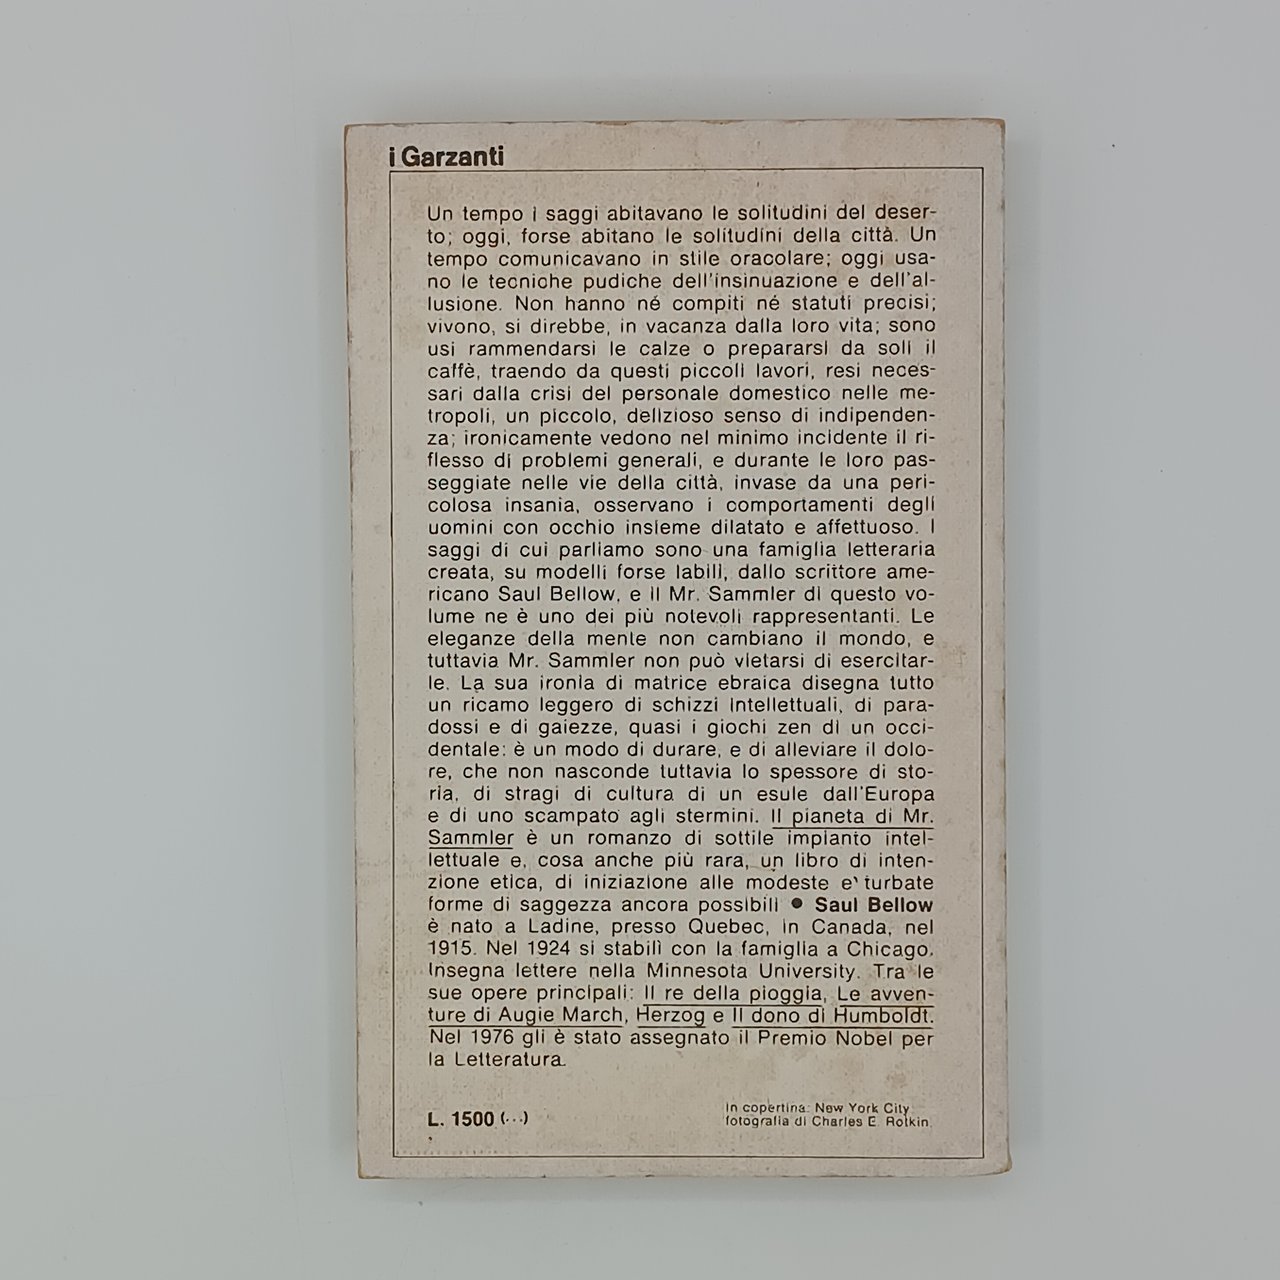 i Garzanti
Un tempo i saggi abitavano le solitudini del deser-
to; oggi, forse abitano le solitudini della città. Un
tempo comunicavano in stile oracolare; oggi usa-
no le tecniche pudiche dell'insinuazione e dell'al-
lusione. Non hanno né compiti né statuti precisi;
vivono, si direbbe, in vacanza dalla loro vita; sono
usi rammendarsi le calze o prepararsi da soli il
caffè, traendo da questi piccoli lavori, resi neces-
sari dalla crisi del personale domestico nelle me-
tropoli, un piccolo, delizioso senso di indipenden-
za; ironicamente vedono nel minimo incidente il ri-
flesso di problemi generali, e durante le loro pas-
seggiate nelle vie della città, invase da una peri-
colosa insania, osservano i comportamenti degli
uomini con occhio insieme dilatato e affettuoso. I
saggi di cui parliamo sono una famiglia letteraria
creata, su modelli forse labili, dallo scrittore ame-
ricano Saul Bellow, e il Mr. Sammler di questo vo-
lume ne è uno dei più notevoli rappresentanti. Le
eleganze della mente non cambiano il mondo, e
tuttavia Mr. Sammler non può vietarsi di esercitar-
le. La sua ironia di matrice ebraica disegna tutto
un ricamo leggero di schizzi intellettuali, di para-
dossi e di gaiezze, quasi i giochi zen di un occi-
dentale: è un modo di durare, e di alleviare il dolo-
re, che non nasconde tuttavia lo spessore di sto-
ria, di stragi di cultura di un esule dall'Europa
e di uno scampato agli stermini. Il pianeta di Mr.
Sammler è un romanzo di sottile impianto intel-
lettuale e, cosa anche più rara, un libro di inten-
zione etica, di iniziazione alle modeste e turbate
forme di saggezza ancora possibili ● Saul Bellow
è nato a Ladine, presso Quebec, in Canada, nel
1915. Nel 1924 si stabilì con la famiglia a Chicago.
Insegna lettere nella Minnesota University. Tra le
sue opere principali: Il re della pioggia, Le avven-
ture di Augie March, Herzog e Il dono di Humboldt.
Nel 1976 gli è stato assegnato il Premio Nobel per
la Letteratura.
L. 1500 (...)
In copertina: New York City
fotografia di Charles E. Rotkin.